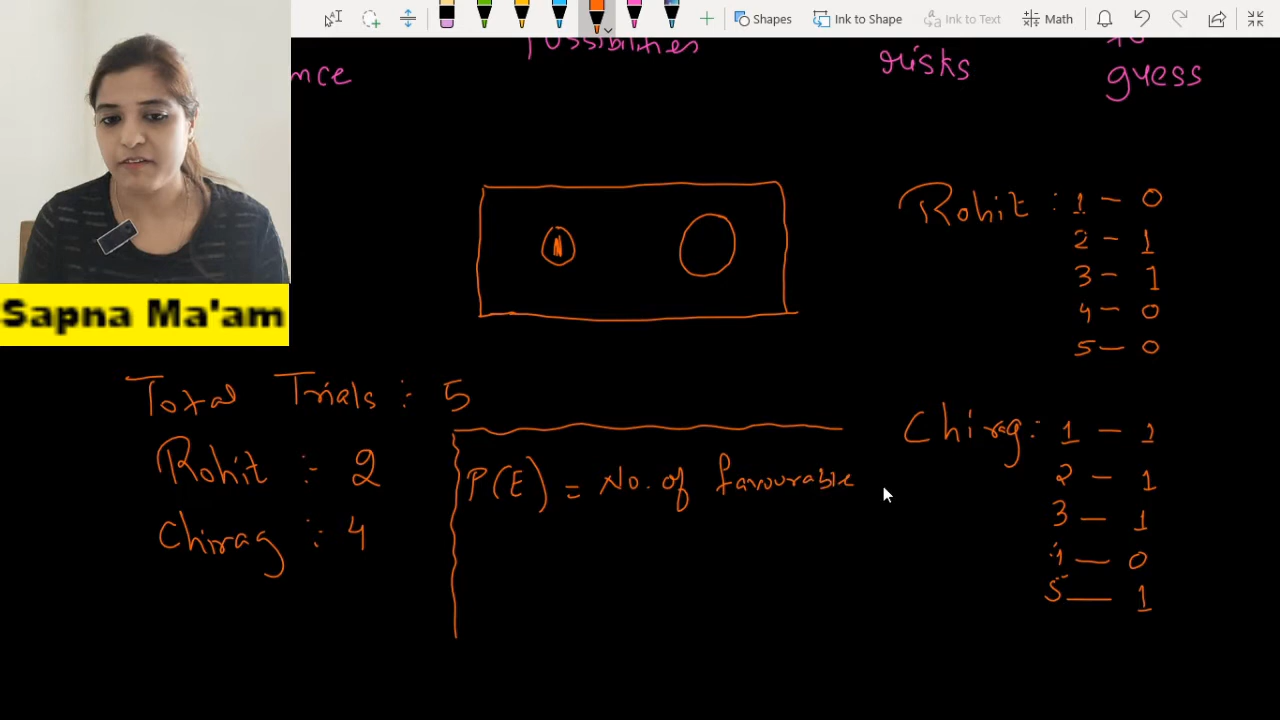 Shapes
Ink to Shape
Ink to Text
Math
possibilities
nce
risks
to
guess
Sapna Ma'am
Rohit : 1 - 0
2 - 1
3 - 1
4 - 0
5 - 0
Total Trials : 5
Rohit : 2
Chirag : 4
P(E) = No. of favourable
Chirag : 1 - 1
2 - 1
3 - 1
4 - 0
5 - 1